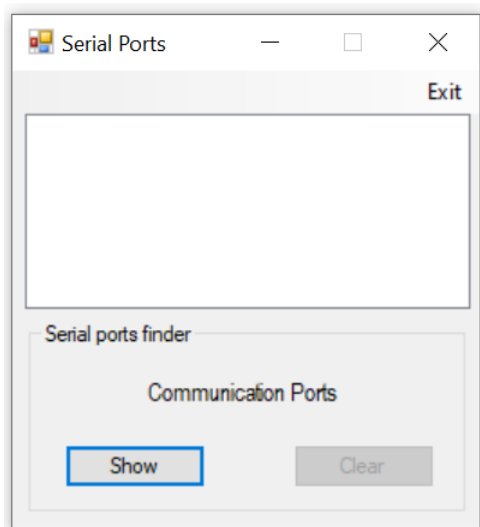 Serial Ports
Exit
Serial ports finder
Communication Ports
Show Clear